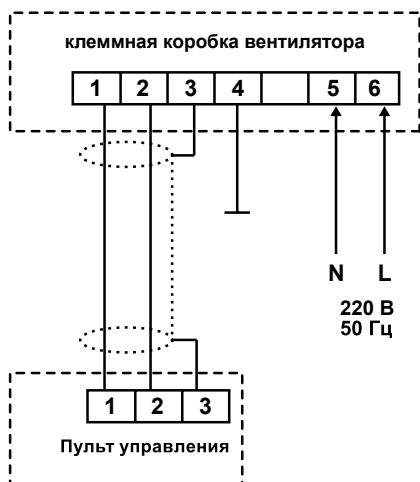 клеммная коробка вентилятора
1 2 3 4 5 6
N L
220 В
50 Гц
1 2 3
Пульт управления